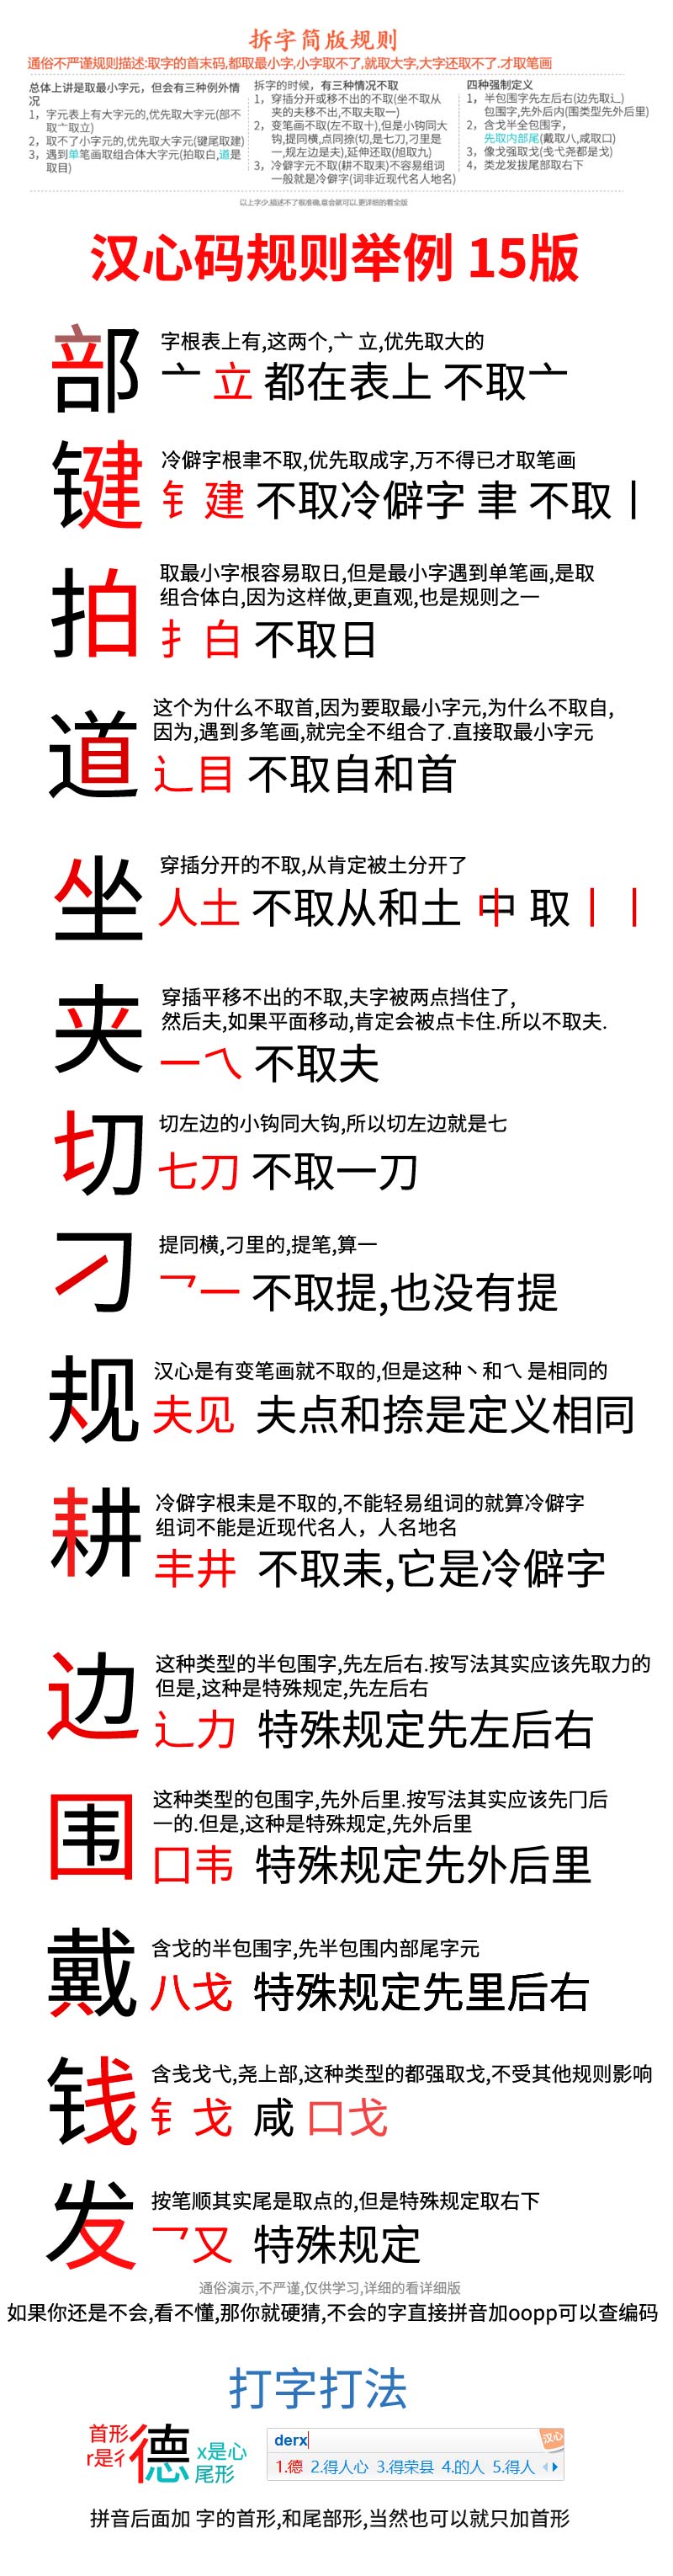 拆字简版规则
通俗不严谨规则描述:取字的首末码,都取最小字,小字取不了,就取大字,大字还取不了.才取笔画
总体上讲是取最小字元，但会有三种例外情况
1，字元表上有大字元的,优先取大字元(部不取亠取立)
2，取不了小字元的,优先取大字元(键尾取建)
3，遇到单笔画取组合体大字元(拍取白,道是取目)
拆字的时候，有三种情况不取
1，穿插分开或移不出的不取(坐不取从夹的夫移不出,不取夫取一)
2，变笔画不取(左不取十),但是小钩同大钩,提同横,点同捺(切,是七刀,刁里是一,规左边是夫),延伸还取(旭取九)
3，冷僻字元不取(耕不取耒)不容易组词一般就是冷僻字(词非近现代名人地名)
四种强制定义
1，半包围字先左后右(边先取辶)
包围字,先外后内(围类型先外后里)
2，含戈半全包围字，
先取内部尾(戴取八,咸取口)
3，像戈强取戈(戋弋尧都是戈)
4，类龙发拔尾部取右下
以上字少,描述不了很准确,意会就可以.更详细的看全版
汉心码规则举例 15版
部
字根表上有,这两个,亠 立,优先取大的
亠 立 都在表上 不取亠
键
冷僻字根聿不取,优先取成字,万不得已才取笔画
钅 建 不取冷僻字 聿 不取丨
拍
取最小字根容易取日,但是最小字遇到单笔画,是取
组合体白,因为这样做,更直观,也是规则之一
扌 白 不取日
道
这个为什么不取首,因为要取最小字元,为什么不取自,
因为,遇到多笔画,就完全不组合了.直接取最小字元
辶目 不取自和首
坐
穿插分开的不取,从肯定被土分开了
人土 不取从和土 中 取丨丨
夹
穿插平移不出的不取,夫字被两点挡住了,
然后夫,如果平面移动,肯定会被点卡住.所以不取夫.
一乀 不取夫
切
切左边的小钩同大钩,所以切左边就是七
七刀 不取一刀
刁
提同横,刁里的,提笔,算一
乛一 不取提,也没有提
规
汉心是有变笔画就不取的,但是这种丶和乀 是相同的
夫见 夫点和捺是定义相同
耕
冷僻字根耒是不取的,不能轻易组词的就算冷僻字
组词不能是近现代名人，人名地名
丰井 不取耒,它是冷僻字
边
这种类型的半包围字,先左后右.按写法其实应该先取力的
但是,这种是特殊规定,先左后右
辶力 特殊规定先左后右
围
这种类型的包围字,先外后里.按写法其实应该先冂后
一的.但是,这种是特殊规定,先外后里
囗韦 特殊规定先外后里
戴
含戈的半包围字,先半包围内部尾字元
八戈 特殊规定先里后右
钱
含戋戈弋,尧上部,这种类型的都强取戈,不受其他规则影响
钅戈 咸 口戈
发
按笔顺其实尾是取点的,但是特殊规定取右下
乛又 特殊规定
通俗演示,不严谨,仅供学习,详细的看详细版
如果你还是不会,看不懂,那你就硬猜,不会的字直接拼音加oopp可以查编码
打字打法
首形
r是彳
德
x是心
尾形
derx
汉心
1.德 2.得人心 3.得荣县 4.的人 5.得人
拼音后面加 字的首形,和尾部形,当然也可以就只加首形